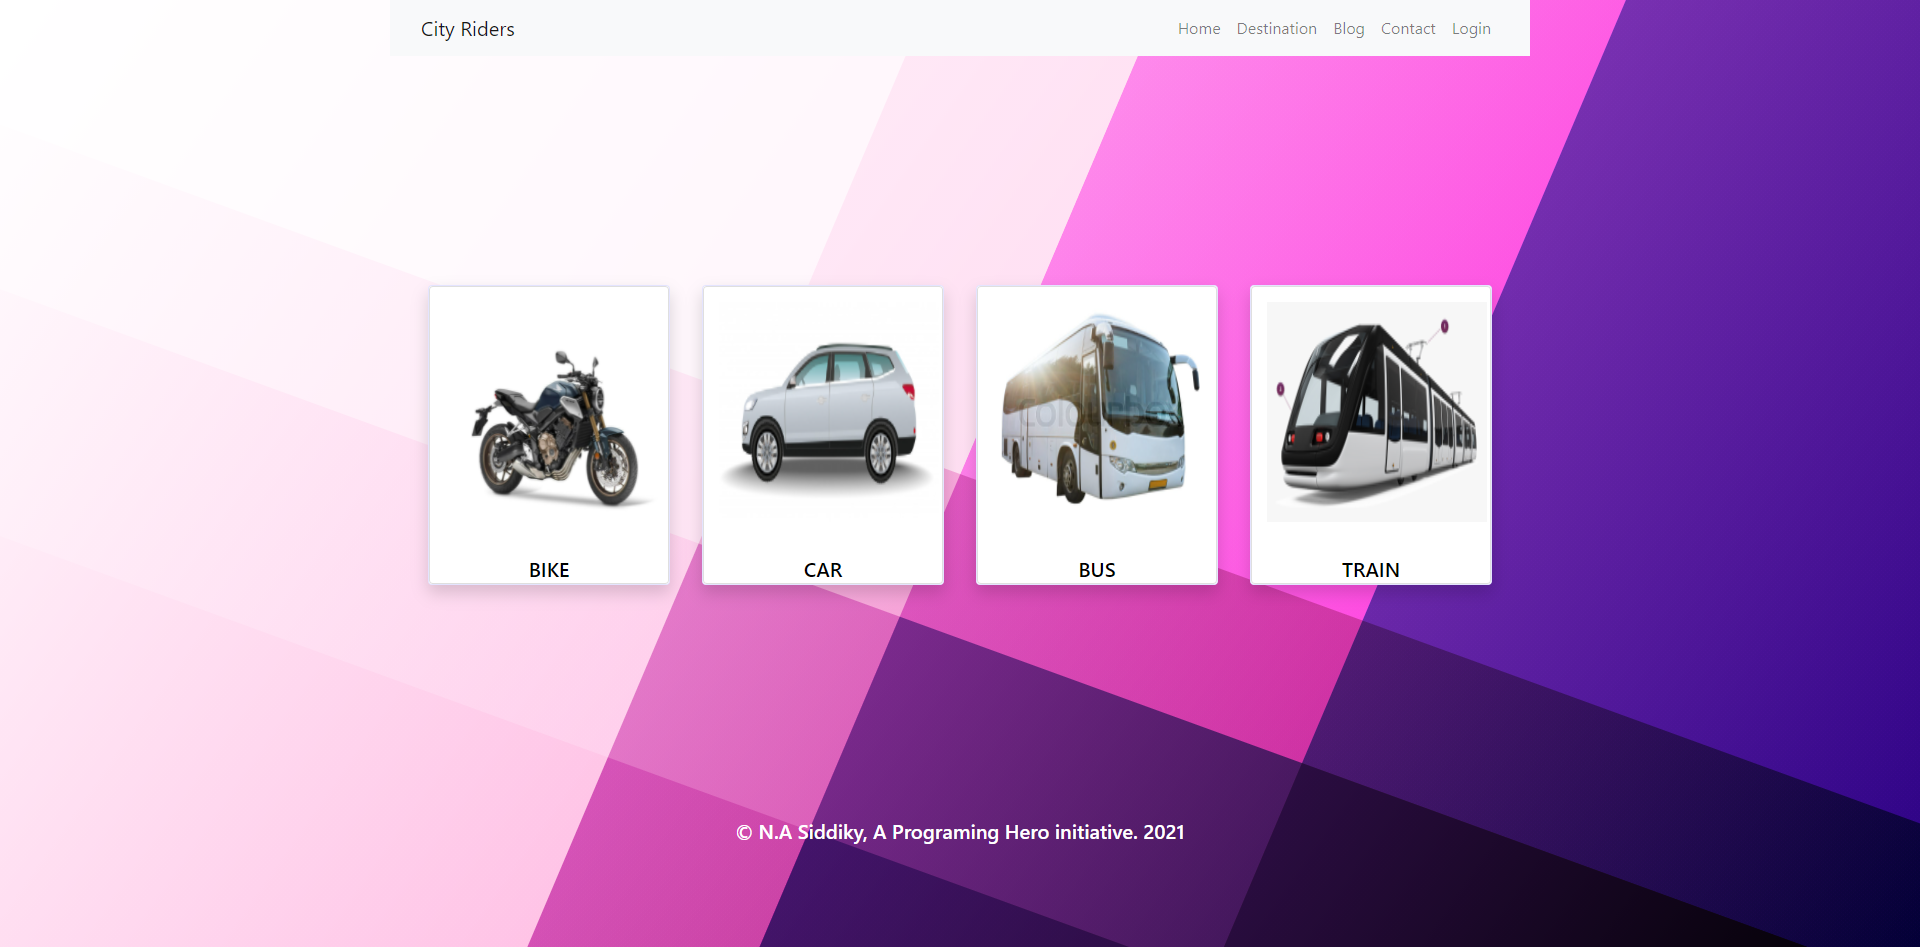 City Riders
Home Destination Blog Contact Login
BIKE
CAR
BUS
TRAIN
© N.A Siddiky, A Programing Hero initiative. 2021